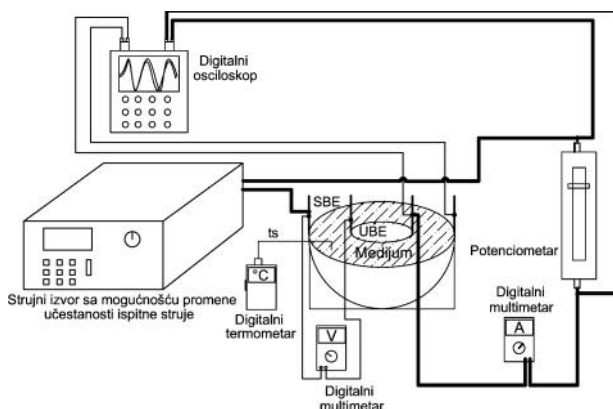 Digitalni
osciloskop
SBE
UBE
Medijum
ts
°C
Potenciometar
Strujni izvor sa mogućnošću promene
učestanosti ispitne struje
Digitalni
termometar
V
Digitalni
multimetar
Digitalni
multimetar
A